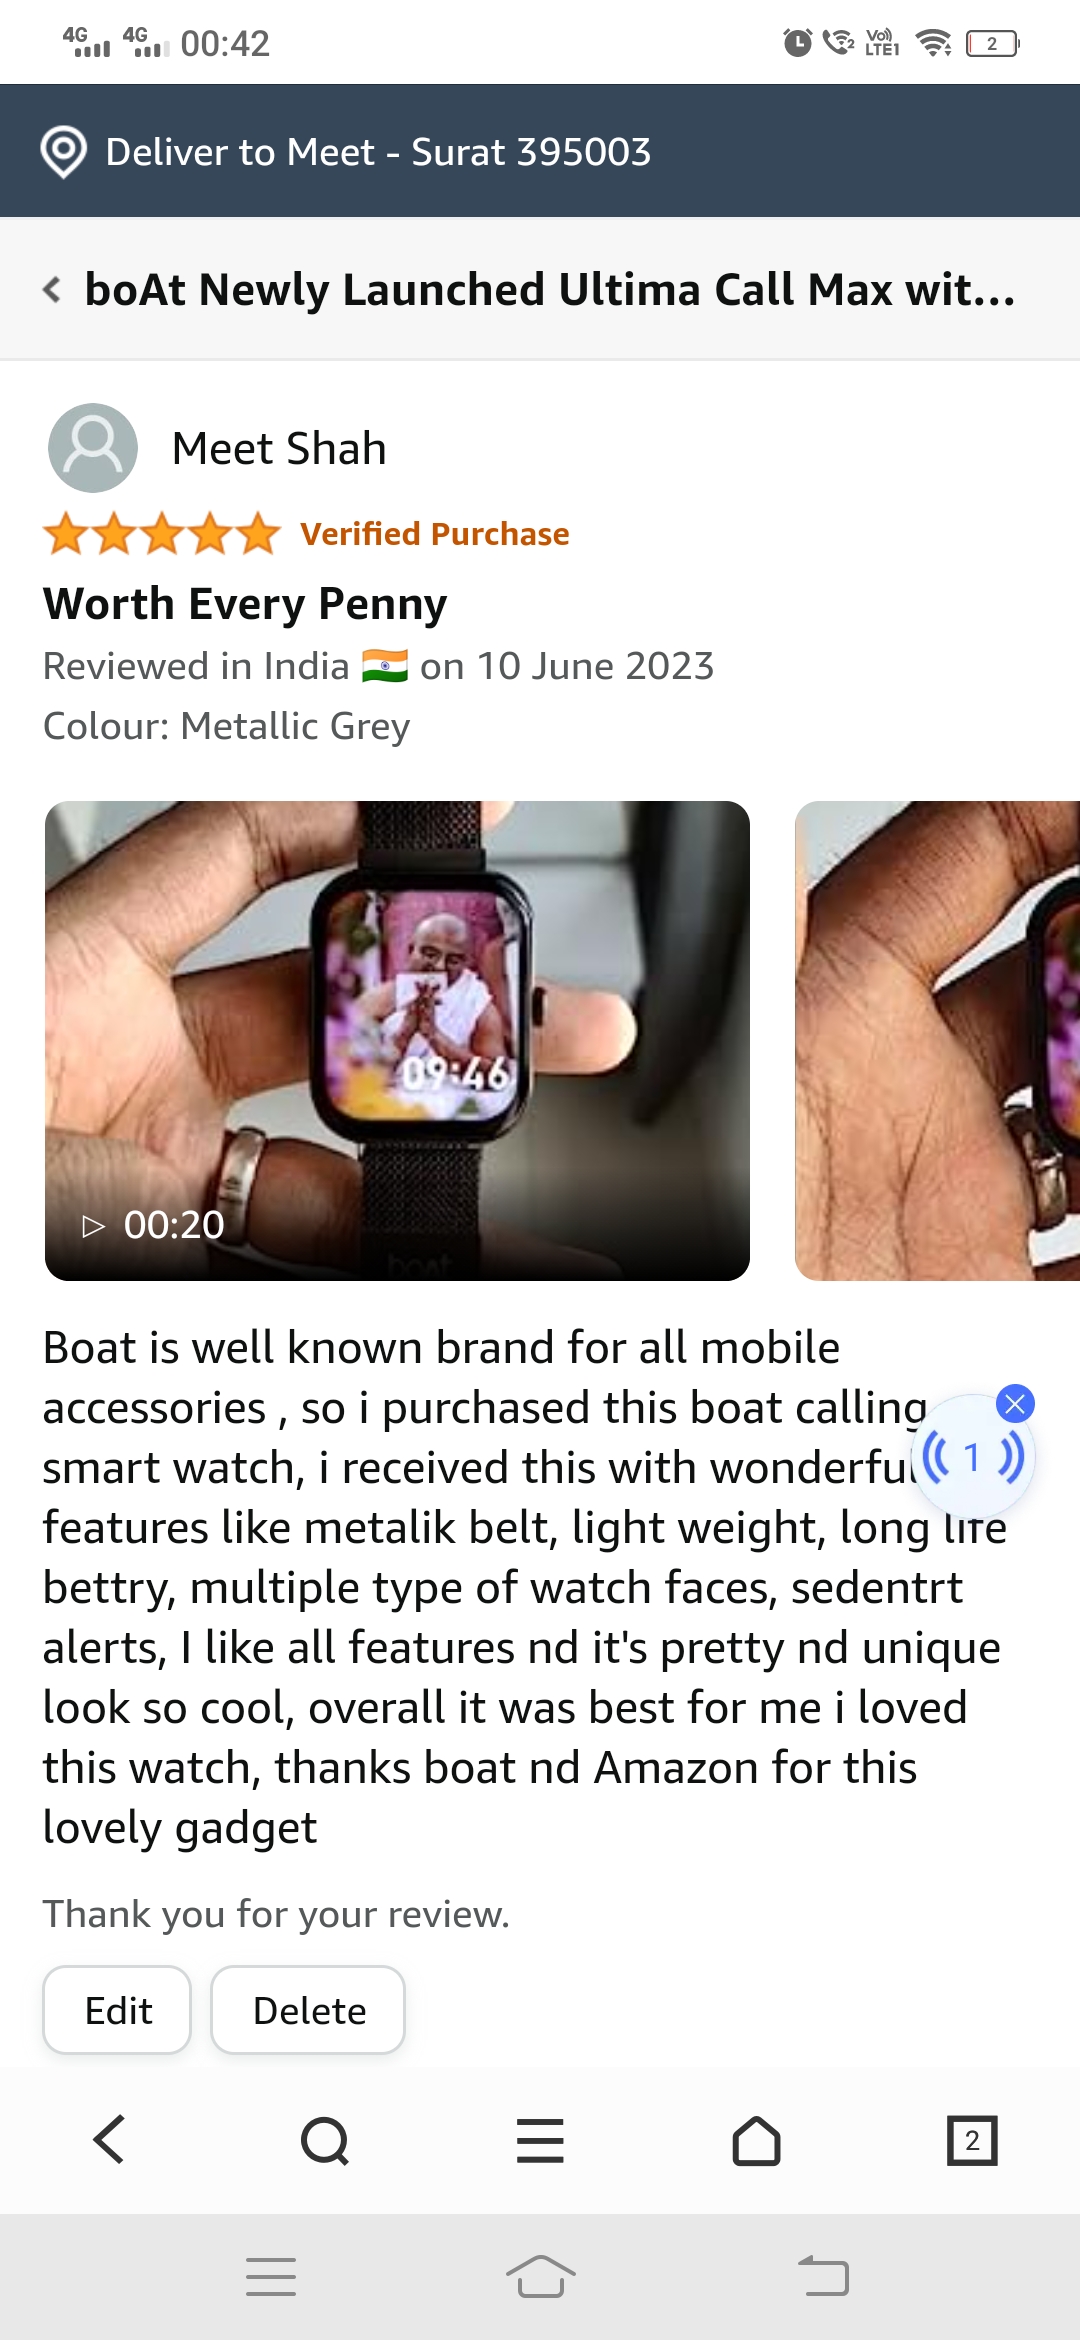 4G 4G 00:42 2 Vo) LTE1 2
Deliver to Meet - Surat 395003
boAt Newly Launched Ultima Call Max wit...
Meet Shah
Verified Purchase
Worth Every Penny
Reviewed in India 🇮🇳 on 10 June 2023
Colour: Metallic Grey
09:46
00:20
boAt
Boat is well known brand for all mobile
accessories , so i purchased this boat calling
smart watch, i received this with wonderful
features like metalik belt, light weight, long life
bettry, multiple type of watch faces, sedentrt
alerts, I like all features nd it's pretty nd unique
look so cool, overall it was best for me i loved
this watch, thanks boat nd Amazon for this
lovely gadget
1
Thank you for your review.
Edit Delete
2